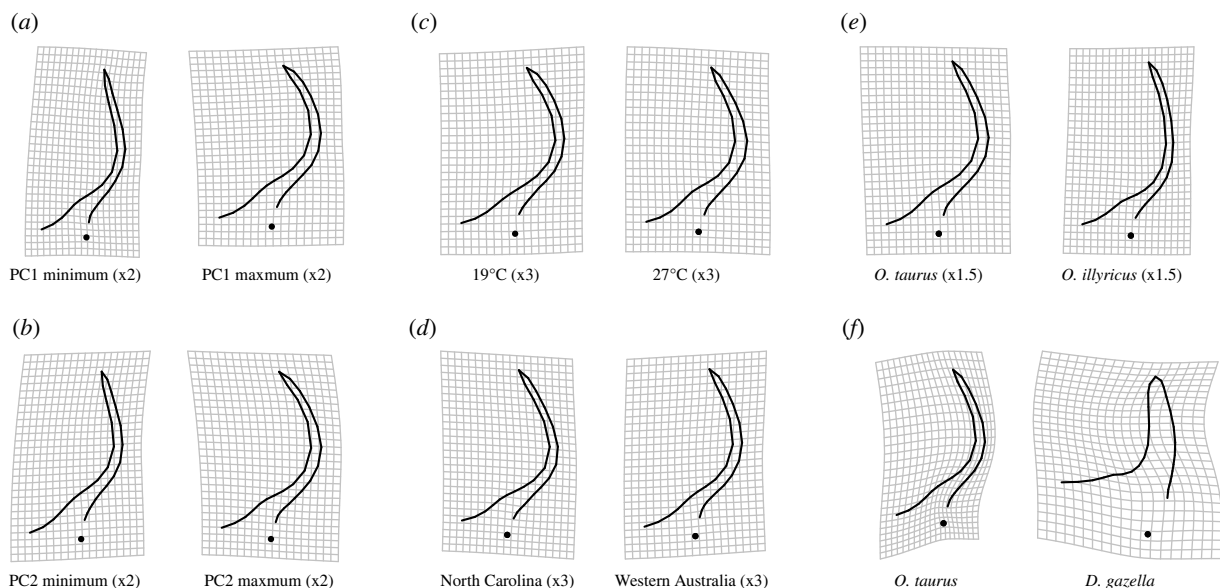 (a)
PC1 minimum (x2)
PC1 maxmum (x2)
(b)
PC2 minimum (x2)
PC2 maxmum (x2)
(c)
19°C (x3)
27°C (x3)
(d)
North Carolina (x3)
Western Australia (x3)
(e)
O. taurus (x1.5)
O. illyricus (x1.5)
(f)
O. taurus
D. gazella